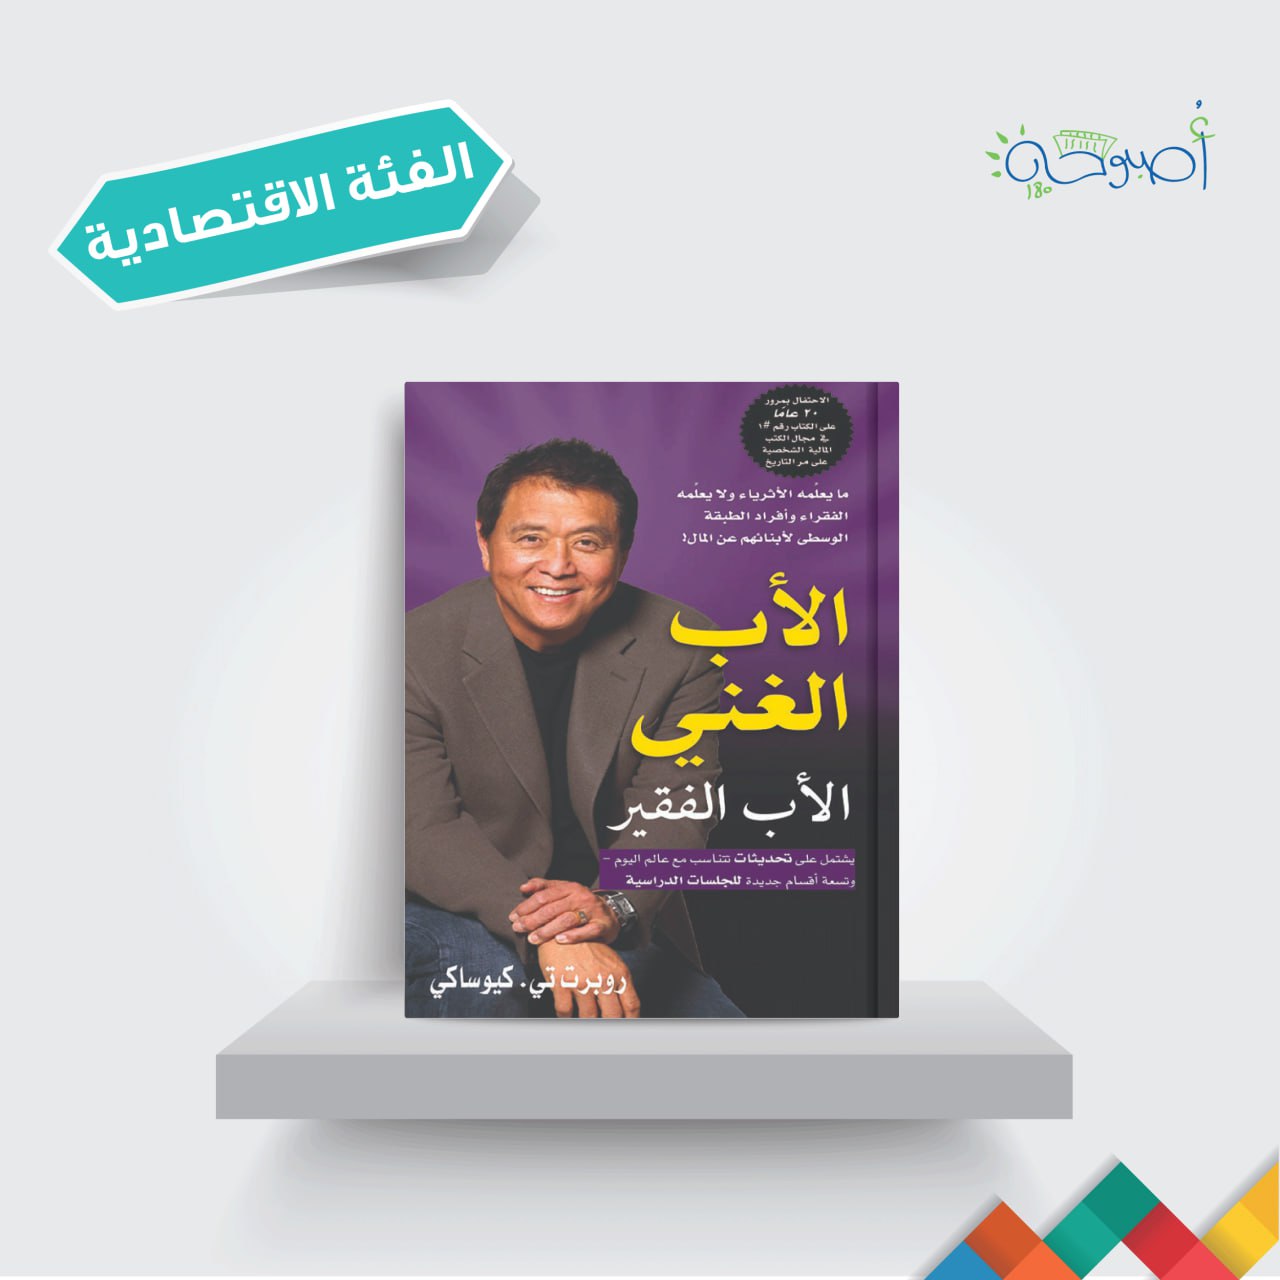 أصبوحة
180
الفئة الاقتصادية
الاحتفال بمرور
٢٠ عامًا
على الكتاب رقم #١
في مجال الكتب
المالية الشخصية
على مر التاريخ
ما يعلّمه الأثرياء ولا يعلّمه
الفقراء وأفراد الطبقة
الوسطى لأبنائهم عن المال!
الأب
الغني
الأب الفقير
يشتمل على تحديثات تتناسب مع عالم اليوم –
وتسعة أقسام جديدة للجلسات الدراسية
روبرت تي. كيوساكي